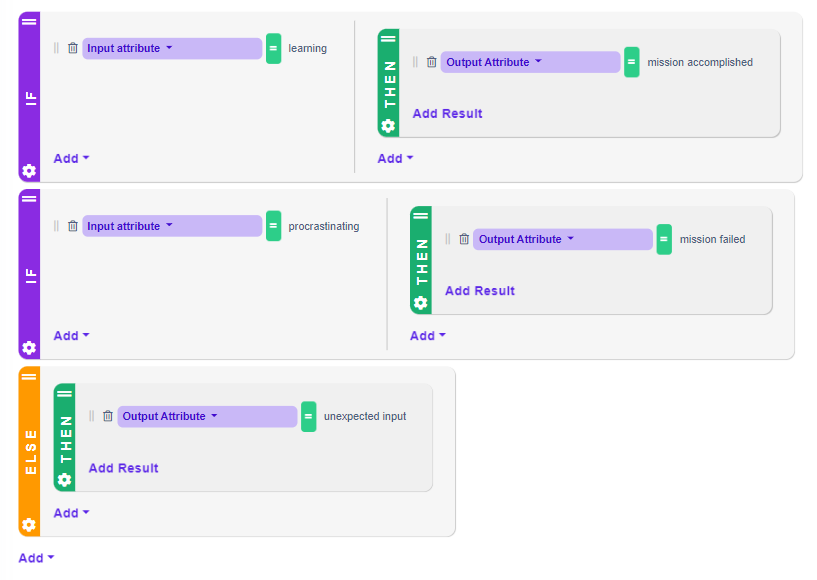 IF
Input attribute
=
learning
THEN
Output Attribute
=
mission accomplished
Add Result
Add
Add
IF
Input attribute
=
procrastinating
THEN
Output Attribute
=
mission failed
Add Result
Add
Add
ELSE
THEN
Output Attribute
=
unexpected input
Add Result
Add
Add